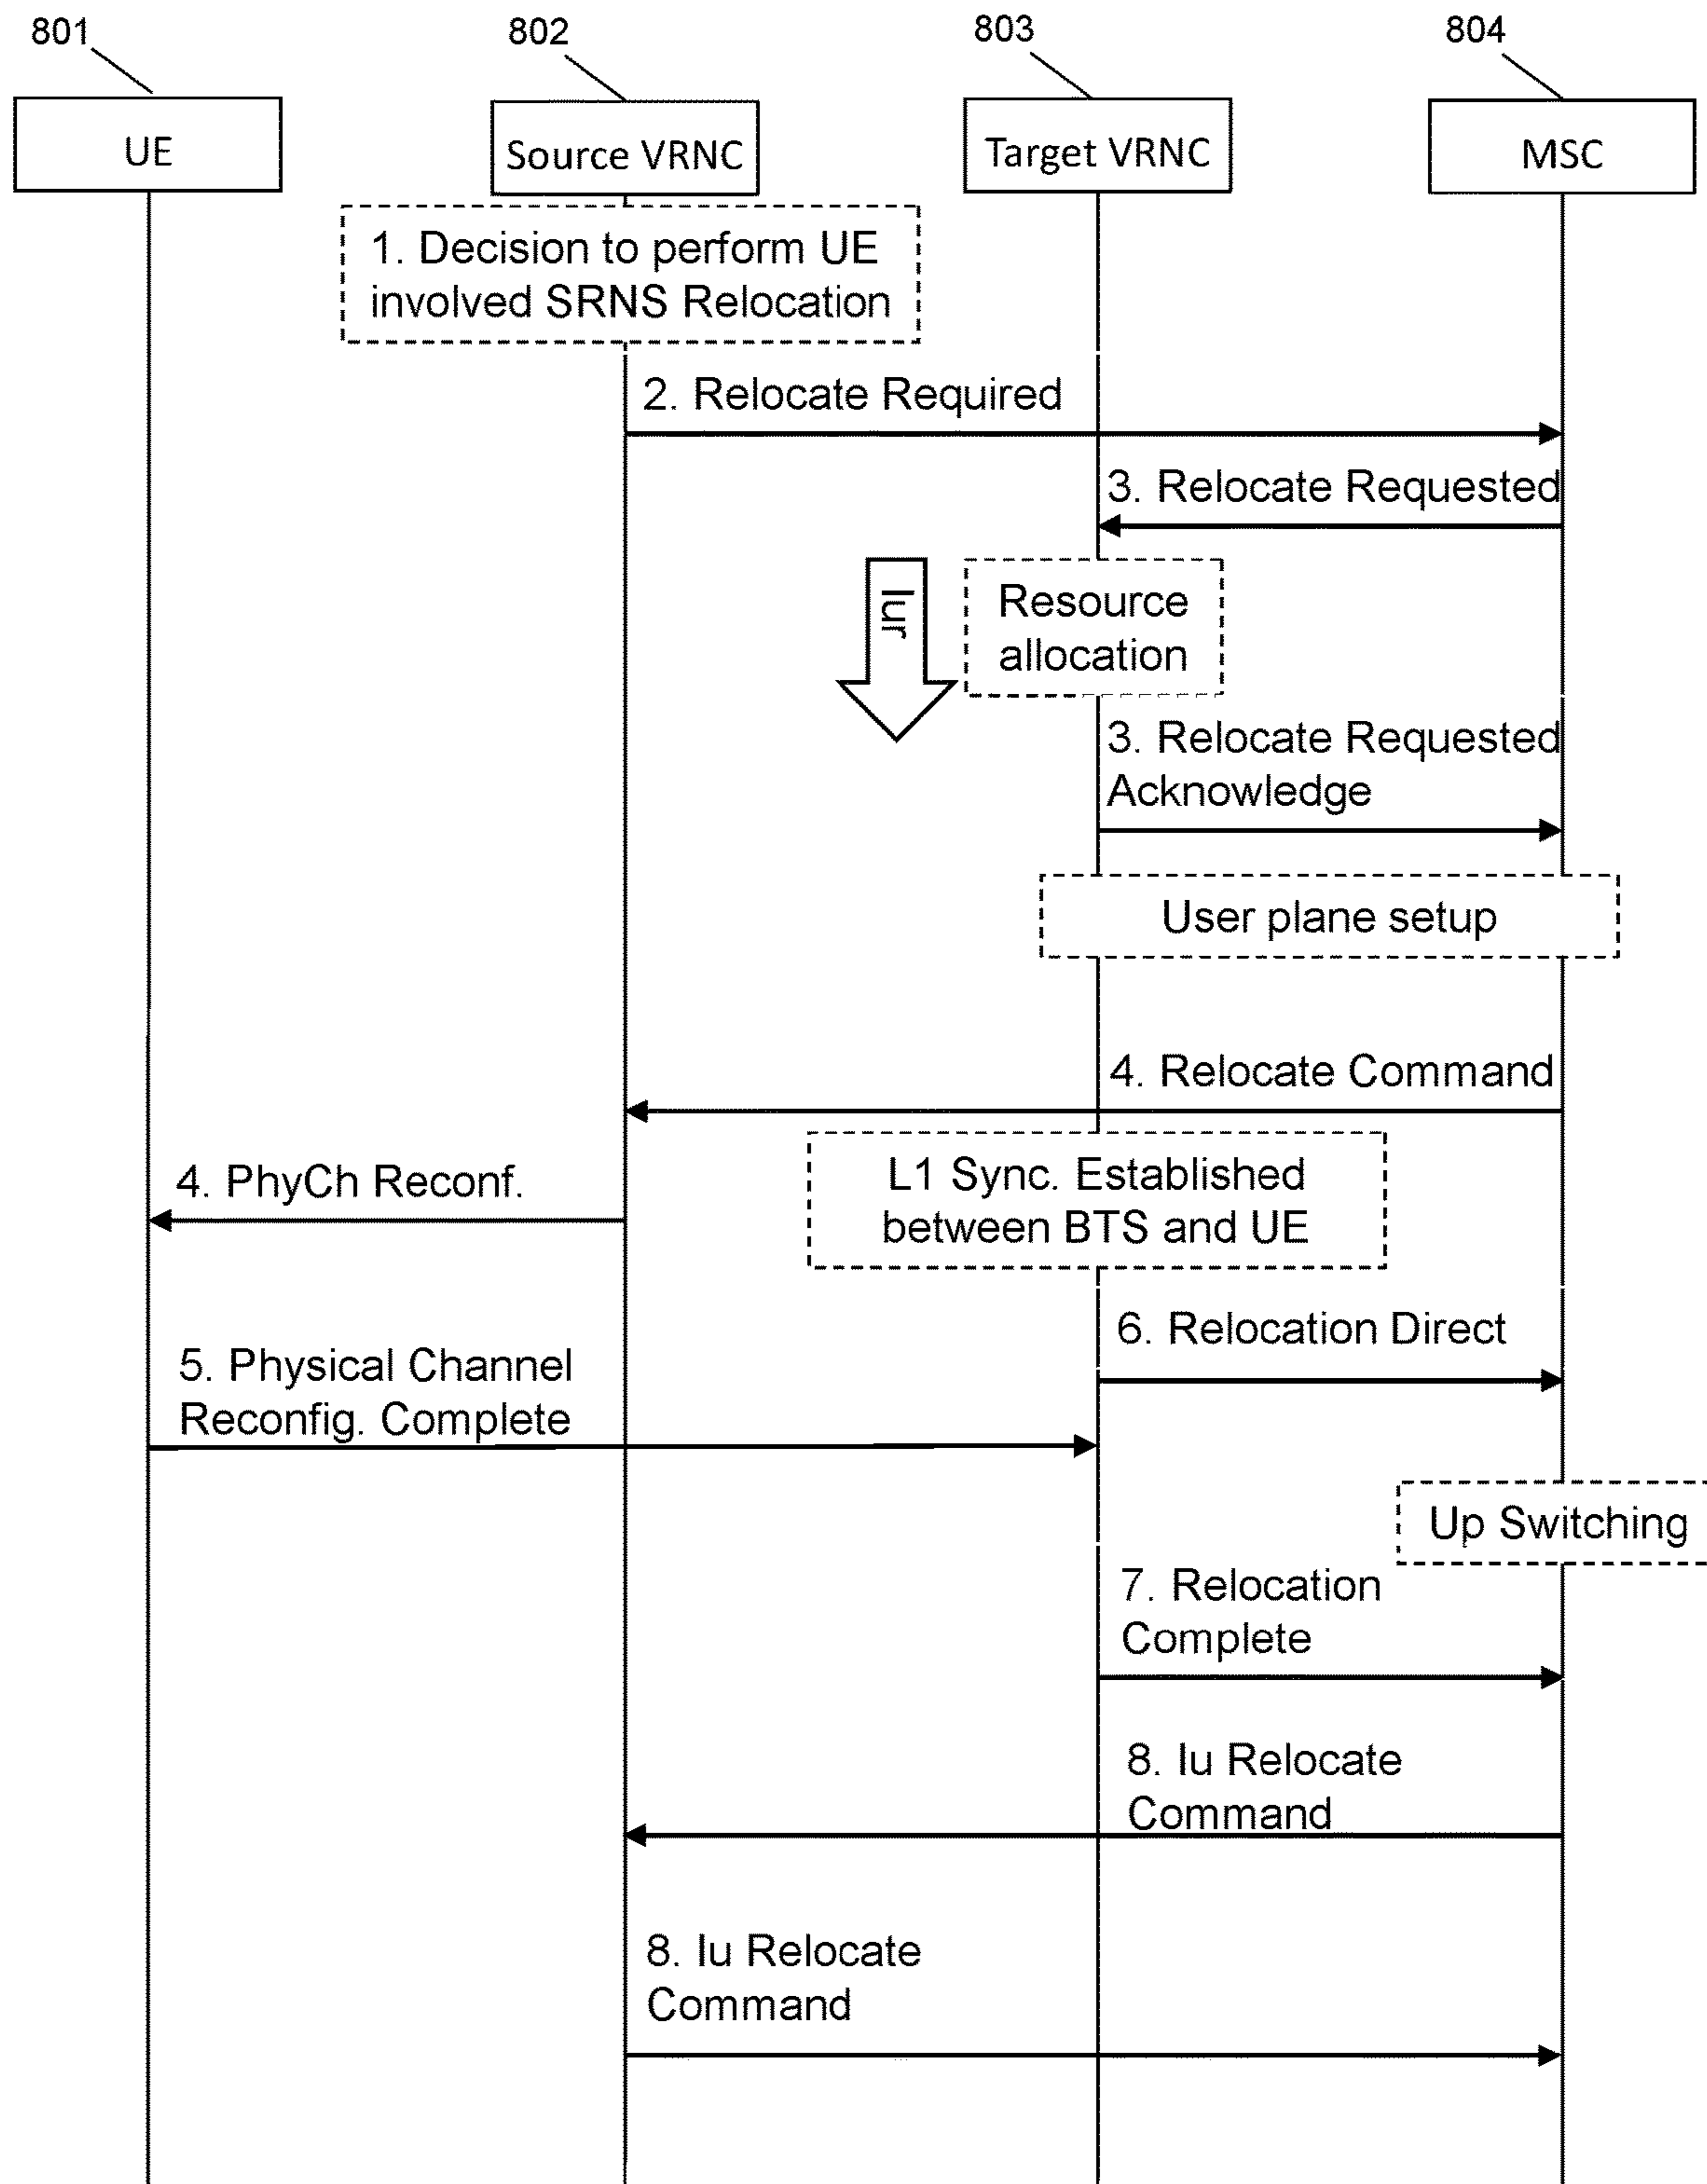 801
802
803
804
UE
Source VRNC
Target VRNC
MSC
1. Decision to perform UE
involved SRNS Relocation
2. Relocate Required
3. Relocate Requested
Iur
Resource
allocation
3. Relocate Requested
Acknowledge
User plane setup
4. Relocate Command
L1 Sync. Established
between BTS and UE
4. PhyCh Reconf.
6. Relocation Direct
5. Physical Channel
Reconfig. Complete
Up Switching
7. Relocation
Complete
8. Iu Relocate
Command
8. Iu Relocate
Command